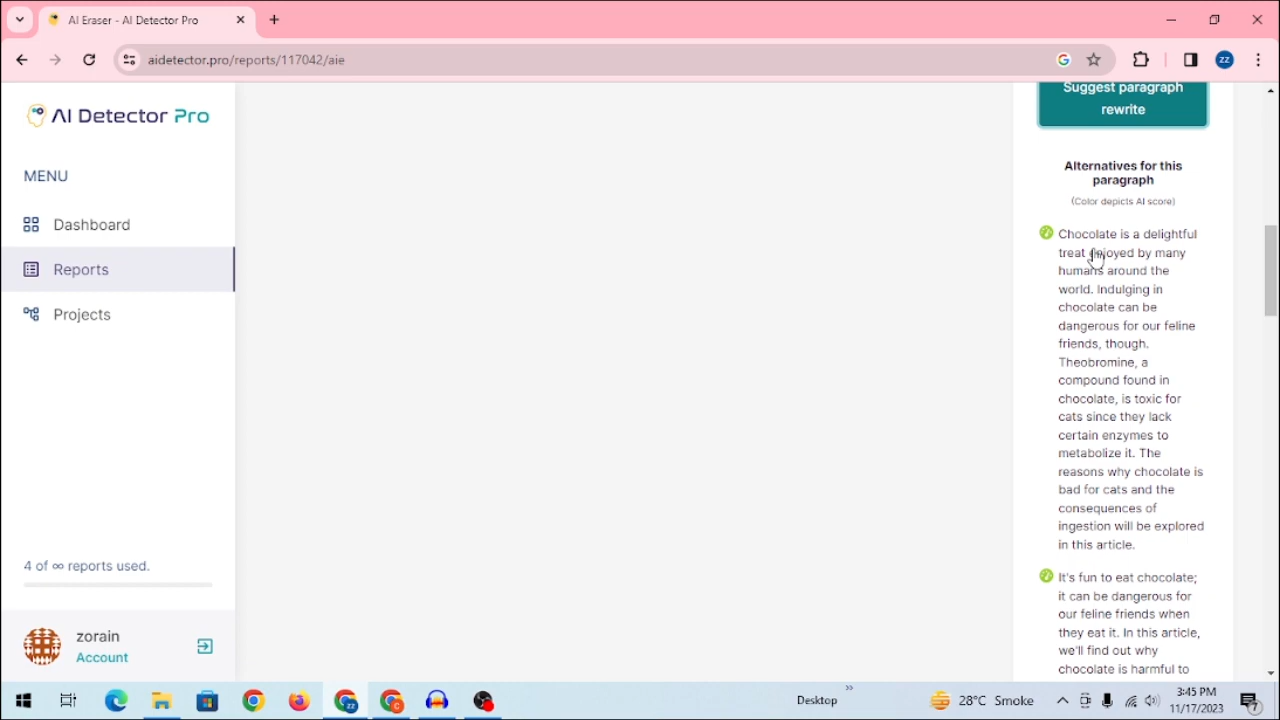 AI Eraser - AI Detector Pro
aidetector.pro/reports/117042/aie
ZZ
AI Detector Pro
MENU
Dashboard
Reports
Projects
4 of ∞ reports used.
zorain
Account
Suggest paragraph
rewrite
Alternatives for this
paragraph
(Color depicts AI score)
Chocolate is a delightful
treat enjoyed by many
humans around the
world. Indulging in
chocolate can be
dangerous for our feline
friends, though.
Theobromine, a
compound found in
chocolate, is toxic for
cats since they lack
certain enzymes to
metabolize it. The
reasons why chocolate is
bad for cats and the
consequences of
ingestion will be explored
in this article.
It's fun to eat chocolate;
it can be dangerous for
our feline friends when
they eat it. In this article,
we'll find out why
chocolate is harmful to
Desktop
28°C Smoke
3:45 PM
11/17/2023
7